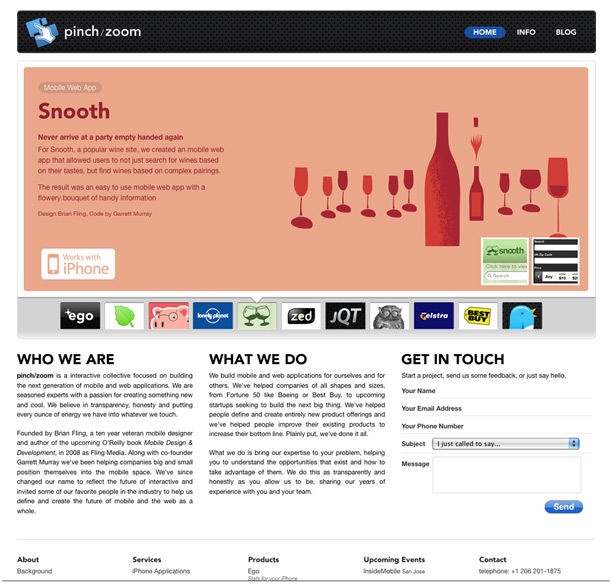 pinch/zoom
HOME INFO BLOG
Mobile Web App
Snooth
Never arrive at a party empty handed again
For Snooth, a popular wine site, we created an mobile web
app that allowed users to not just search for wines based
on their tastes, but find wines based on complex pairings.
The result was an easy to use mobile web app with a
flowery bouquet of handy information
Design Brian Fling, Code by Garrett Murray
Works with
iPhone
snooth
Click here to view
Search
Search
US Zip Code
Price
Any $10 $20
+ego
lonely planet
zed
jQT
Telstra
BEST
BUY
WHO WE ARE
pinch/zoom is a interactive collective focused on building
the next generation of mobile and web applications. We are
seasoned experts with a passion for creating something new
and cool. We believe in transparency, honesty and putting
every ounce of energy we have into whatever we touch.
Founded by Brian Fling, a ten year veteran mobile designer
and author of the upcoming O'Reilly book Mobile Design &
Development, in 2008 as Fling Media. Along with co-founder
Garrett Murray we've been helping companies big and small
position themselves into the mobile space. We've since
changed our name to reflect the future of interactive and
invited some of our favorite people in the industry to help us
define and create the future of mobile and the web as a
whole.
WHAT WE DO
We build mobile and web applications for ourselves and for
others. We've helped companies of all shapes and sizes,
from Fortune 50 like Boeing or Best Buy, to upcoming
startups seeking to build the next big thing. We've helped
people define and create entirely new product offerings and
we've helped people improve their existing products to
increase their bottom line. Plainly put, we've done it all.
What we do is bring our expertise to your problem, helping
you to understand the opportunities that exist and how to
take advantage of them. We do this as transparently and
honestly as you allow us to be, sharing our years of
experience with you and your team.
GET IN TOUCH
Start a project, send us some feedback, or just say hello.
Your Name
Your Email Address
Your Phone Number
Subject I just called to say...
Message
Send
About
Background
Services
iPhone Applications
Products
Ego
Stats for your iPhone
Upcoming Events
InsideMobile San Jose
Contact
telephone: +1 206 201-1875